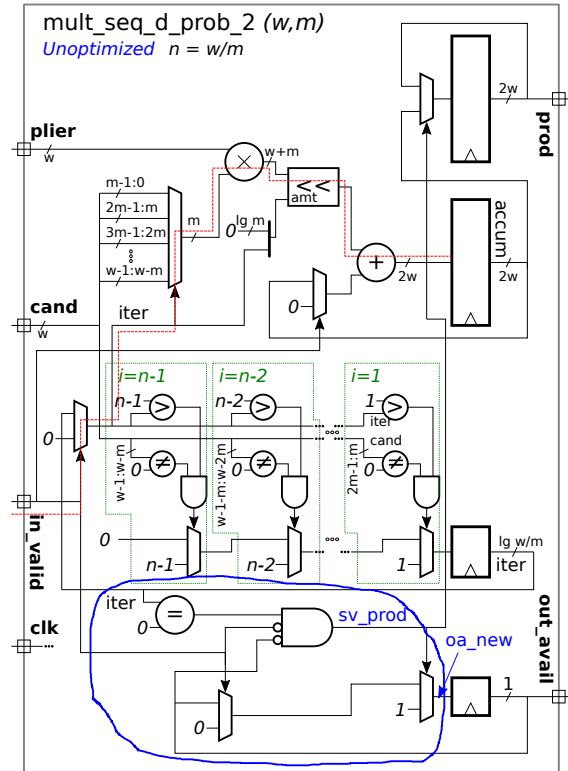 mult_seq_d_prob_2 (w,m)
Unoptimized n = w/m
plier
w
w+m
2w
prod
m-1:0
2m-1:m
3m-1:2m
w-1:w-m
m
lg m
0
amt
<<
×
+
2w
accum
2w
0
cand
w
iter
0
i=n-1
i=n-2
i=1
n-1
>
n-2
>
1
>
iter
cand
w-1:w-m
0
≠
w-1-m:w-2m
0
≠
2m-1:m
0
≠
in_valid
0
n-1
n-2
1
lg w/m
iter
clk
iter
0
=
sv_prod
oa_new
out_avail
0
1
1